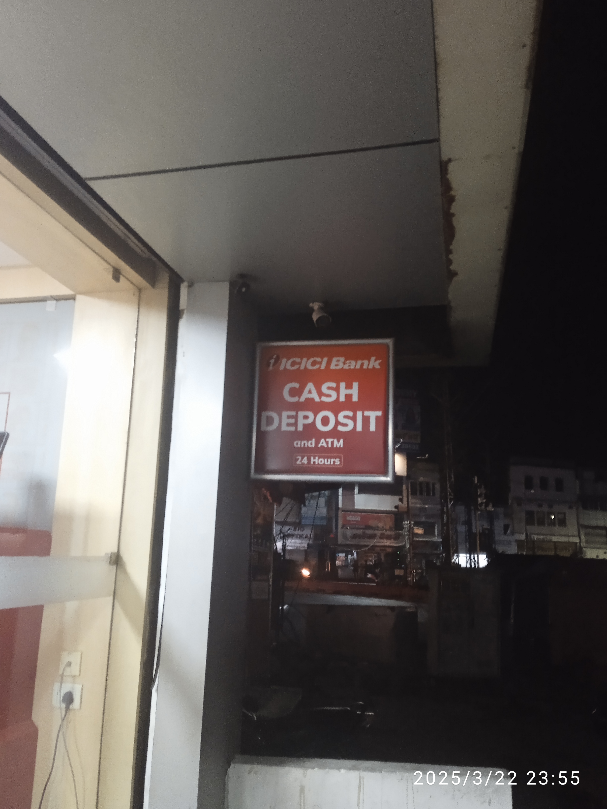 ICICI Bank
CASH
DEPOSIT
and ATM
24 Hours
2025/3/22 23:55